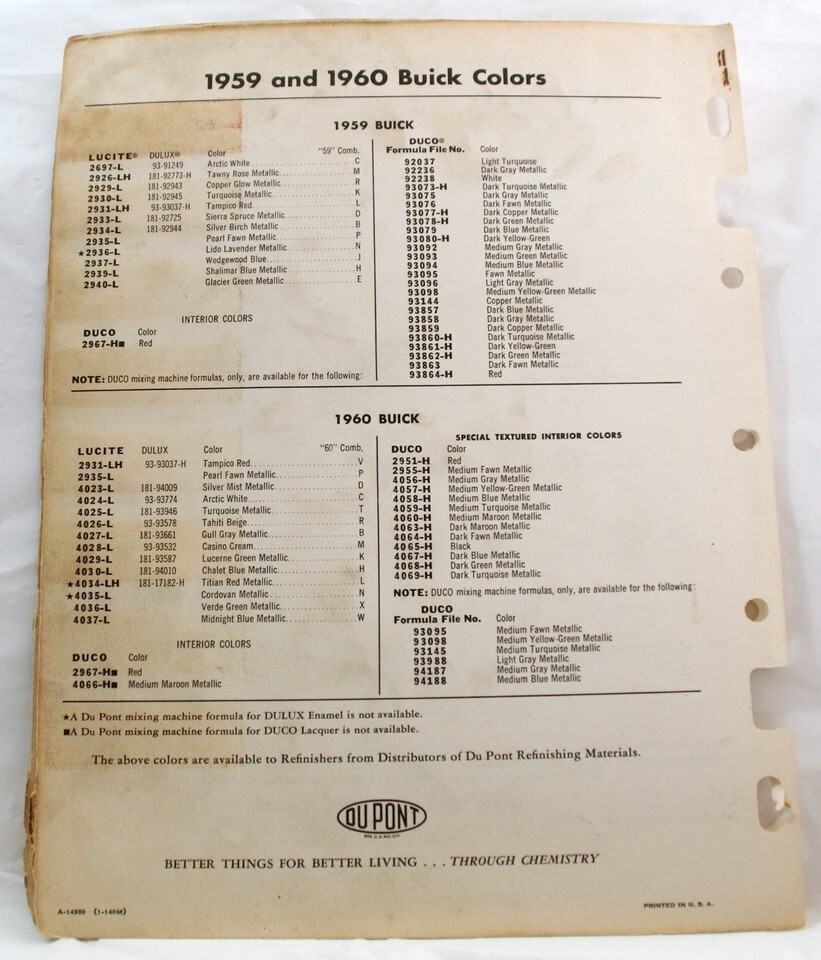 1959 and 1960 Buick Colors
1959 BUICK
LUCITE® DULUX® Color "59" Comb.
2697-L 93-91249 Arctic White C
2926-LH 181-92773-H Tawny Rose Metallic M
2929-L 181-92943 Copper Glow Metallic R
2930-L 181-92945 Turquoise Metallic K
2931-LH 93-93037-H Tampico Red L
2933-L 181-92725 Sierra Spruce Metallic D
2934-L 181-92944 Silver Birch Metallic B
2935-L Pearl Fawn Metallic P
★2936-L Lido Lavender Metallic N
2937-L Wedgewood Blue J
2939-L Shalimar Blue Metallic H
2940-L Glacier Green Metallic E
INTERIOR COLORS
DUCO Color
2967-H■ Red
NOTE: DUCO mixing machine formulas, only, are available for the following:
DUCO®
Formula File No. Color
92037 Light Turquoise
92236 Dark Gray Metallic
92238 White
93073-H Dark Turquoise Metallic
93075 Dark Gray Metallic
93076 Dark Fawn Metallic
93077-H Dark Copper Metallic
93078-H Dark Green Metallic
93079 Dark Blue Metallic
93080-H Dark Yellow-Green
93092 Medium Gray Metallic
93093 Medium Green Metallic
93094 Medium Blue Metallic
93095 Fawn Metallic
93096 Light Gray Metallic
93098 Medium Yellow-Green Metallic
93144 Copper Metallic
93857 Dark Blue Metallic
93858 Dark Gray Metallic
93859 Dark Copper Metallic
93860-H Dark Turquoise Metallic
93861-H Dark Yellow-Green
93862-H Dark Green Metallic
93863 Dark Fawn Metallic
93864-H Red
1960 BUICK
LUCITE DULUX Color "60" Comb.
2931-LH 93-93037-H Tampico Red V
2935-L Pearl Fawn Metallic P
4023-L 181-94009 Silver Mist Metallic D
4024-L 93-93774 Arctic White C
4025-L 181-93946 Turquoise Metallic T
4026-L 93-93578 Tahiti Beige R
4027-L 181-93661 Gull Gray Metallic B
4028-L 93-93532 Casino Cream M
4029-L 181-93587 Lucerne Green Metallic K
4030-L 181-94010 Chalet Blue Metallic H
★4034-LH 181-17182-H Titian Red Metallic L
★4035-L Cordovan Metallic N
4036-L Verde Green Metallic X
4037-L Midnight Blue Metallic W
INTERIOR COLORS
DUCO Color
2967-H■ Red
4066-H■ Medium Maroon Metallic
SPECIAL TEXTURED INTERIOR COLORS
DUCO Color
2951-H Red
2955-H Medium Fawn Metallic
4056-H Medium Gray Metallic
4057-H Medium Yellow-Green Metallic
4058-H Medium Blue Metallic
4059-H Medium Turquoise Metallic
4060-H Medium Maroon Metallic
4063-H Dark Maroon Metallic
4064-H Dark Fawn Metallic
4065-H Black
4067-H Dark Blue Metallic
4068-H Dark Green Metallic
4069-H Dark Turquoise Metallic
NOTE: DUCO mixing machine formulas, only, are available for the following:
DUCO
Formula File No. Color
93095 Medium Fawn Metallic
93098 Medium Yellow-Green Metallic
93145 Medium Turquoise Metallic
93988 Light Gray Metallic
94187 Medium Gray Metallic
94188 Medium Blue Metallic
★A Du Pont mixing machine formula for DULUX Enamel is not available.
■A Du Pont mixing machine formula for DUCO Lacquer is not available.
The above colors are available to Refinishers from Distributors of Du Pont Refinishing Materials.
DU PONT
REG. U.S. PAT. OFF.
BETTER THINGS FOR BETTER LIVING . . . THROUGH CHEMISTRY
A-14989 (1-140M)
PRINTED IN U. S. A.